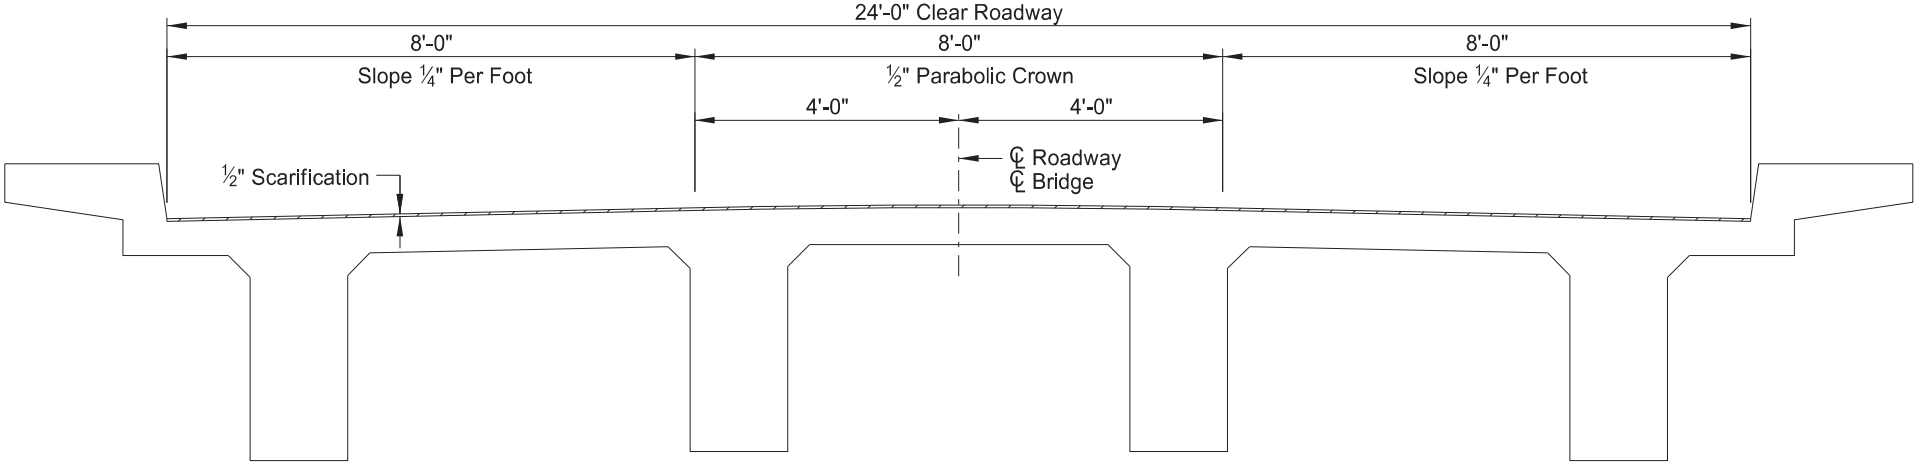 24'-0" Clear Roadway
8'-0" 8'-0" 8'-0"
Slope ¼" Per Foot ½" Parabolic Crown Slope ¼" Per Foot
4'-0" 4'-0"
½" Scarification
℄ Roadway
℄ Bridge